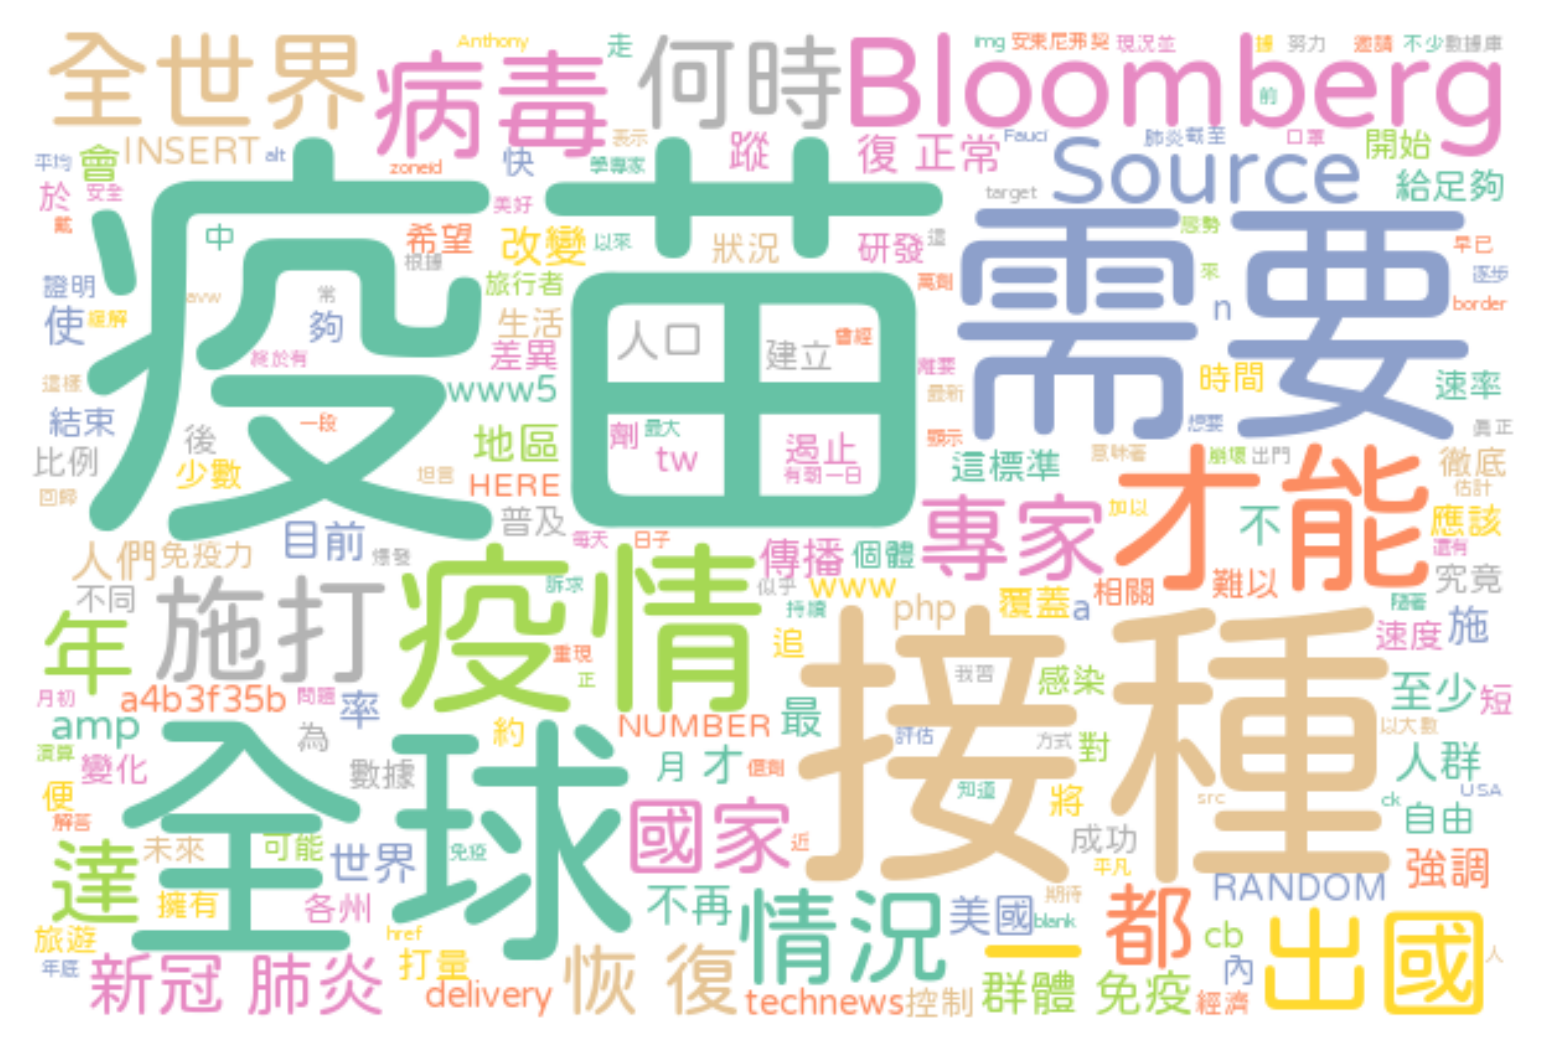 全世界 病毒 何時 Bloomberg
Anthony 走 img 安東尼弗契 現況並 據 努力 邀請 不少 數據庫
前
平均 會 INSERT alt zoneid 快 表示 學專家 蹤 復 正常 Fauci 肺炎 截至 口罩 開始
Source
於 安全 美好 target 給足夠
戴 中 希望 改變 以來 狀況 研發 這 態勢 早已
疫苗 需要
根據 證明 旅行者 萬劑 來 逐步
使 緩解 avw 常 夠 生活 人口 建立 曾經 n border
終於有 差異 離要
這樣 www5 最新 時間 速率
結束 一段 後 地區 劑 最大 遏止 顯示 想要 真正
比例 少數 坦言 HERE tw 有朝一日 這標準 意味著 崩壞 出門 徹底
回歸 普及 估計
專家 才能
加以 不 應該
目前 每天 日子 傳播 個體 還有
人們 免疫力 爆發 訴求 似乎 www 相關 難以 究竟
不同 施打 疫情 持續 php 覆蓋 a 隨著
年 重現 追 接種 速度 施
正 我習 感染
月初 a4b3f35b 問題 率 至少 短
amp 為 約 NUMBER 最 評估 方式 對 以大數
演算 變化 數據 月 才 億劑 人群
全球
便 知道 將 src ck USA
解答 國家 近 成功 自由
達 未來 可能 世界 免疫 平凡 強調
擁有 各州 不再 情況 美國 期待 都 RANDOM
旅遊 href blank 一 cb 出國
年底 新冠 肺炎 打量 恢 復 內 人
delivery technews 控制 群體 免疫 經濟